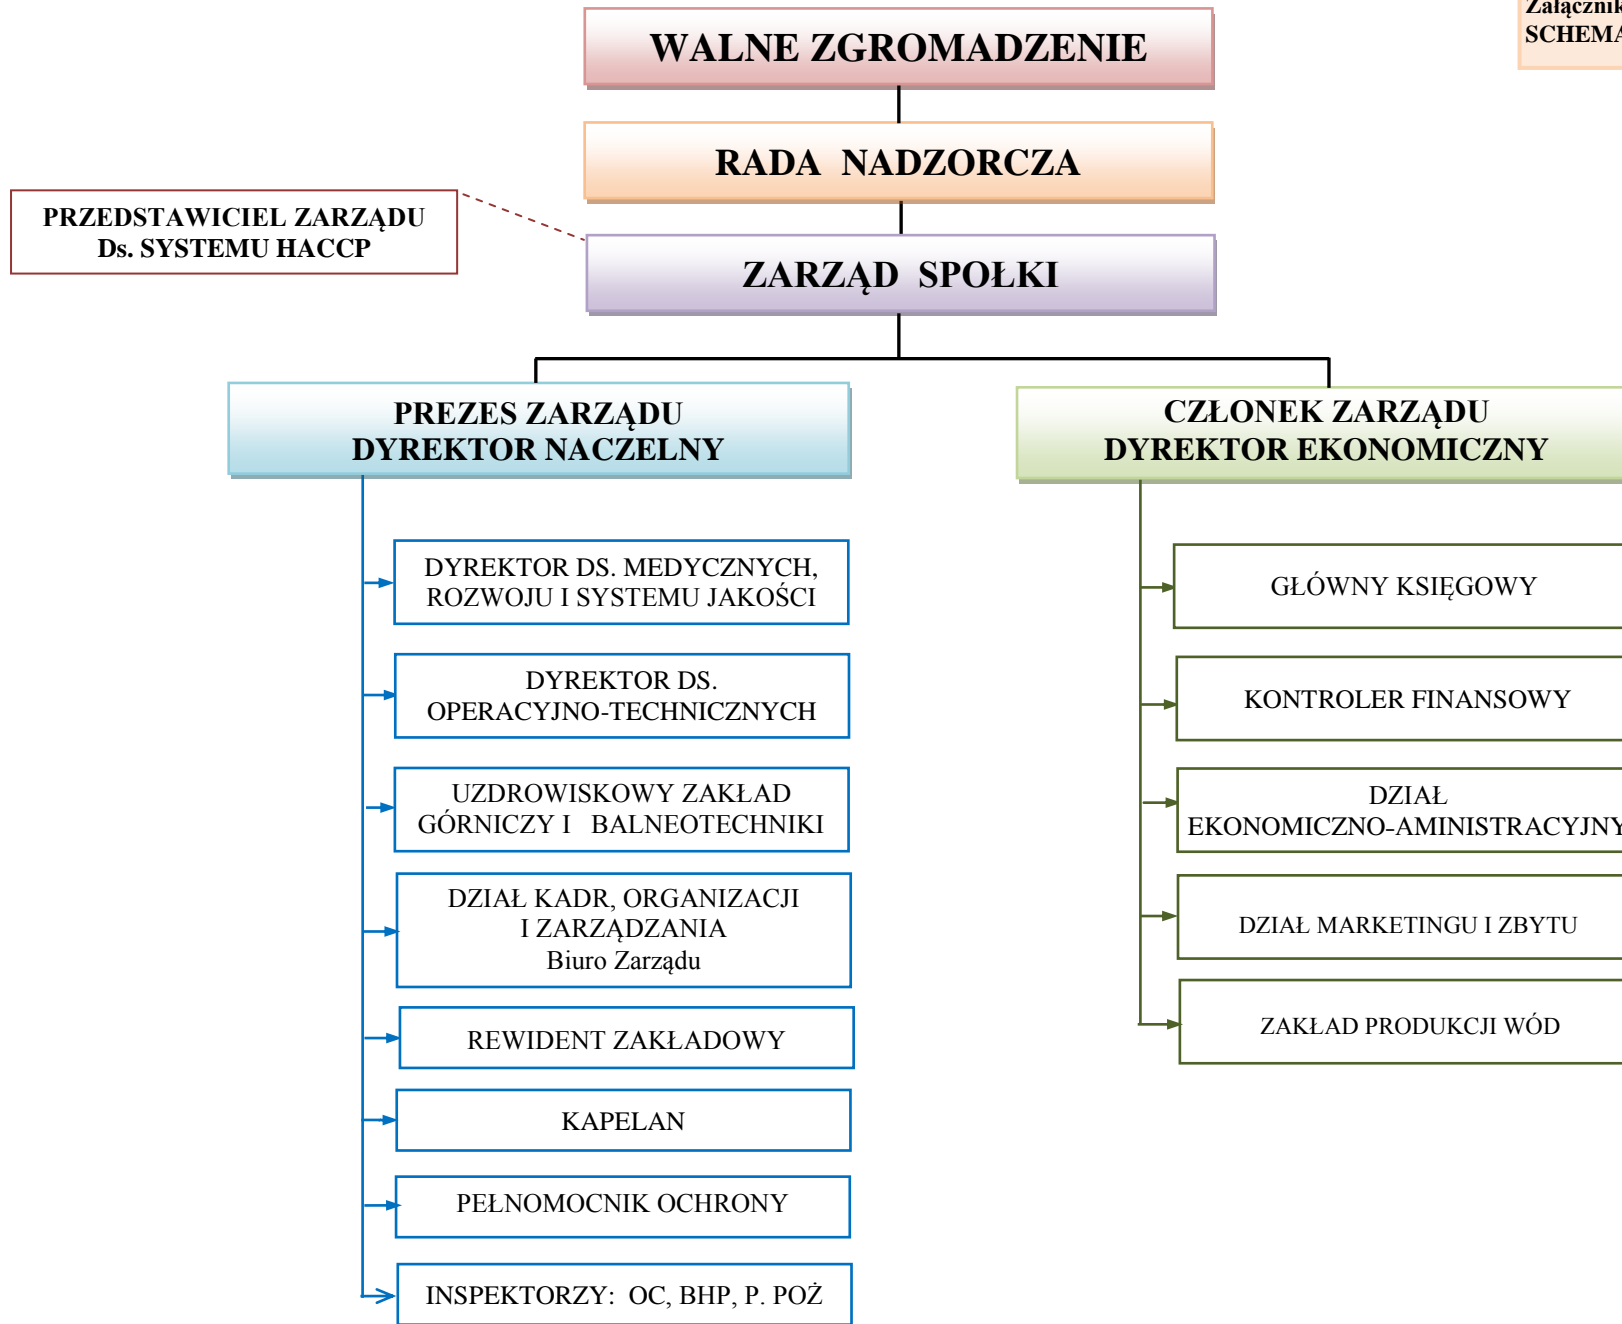 Załącznik
SCHEMA
WALNE ZGROMADZENIE
RADA NADZORCZA
PRZEDSTAWICIEL ZARZĄDU
Ds. SYSTEMU HACCP
ZARZĄD SPOŁKI
PREZES ZARZĄDU
DYREKTOR NACZELNY
DYREKTOR DS. MEDYCZNYCH,
ROZWOJU I SYSTEMU JAKOŚCI
DYREKTOR DS.
OPERACYJNO-TECHNICZNYCH
UZDROWISKOWY ZAKŁAD
GÓRNICZY I BALNEOTECHNIKI
DZIAŁ KADR, ORGANIZACJI
I ZARZĄDZANIA
Biuro Zarządu
REWIDENT ZAKŁADOWY
KAPELAN
PEŁNOMOCNIK OCHRONY
INSPEKTORZY: OC, BHP, P. POŻ
CZŁONEK ZARZĄDU
DYREKTOR EKONOMICZNY
GŁÓWNY KSIĘGOWY
KONTROLER FINANSOWY
DZIAŁ
EKONOMICZNO-AMINISTRACYJNY
DZIAŁ MARKETINGU I ZBYTU
ZAKŁAD PRODUKCJI WÓD